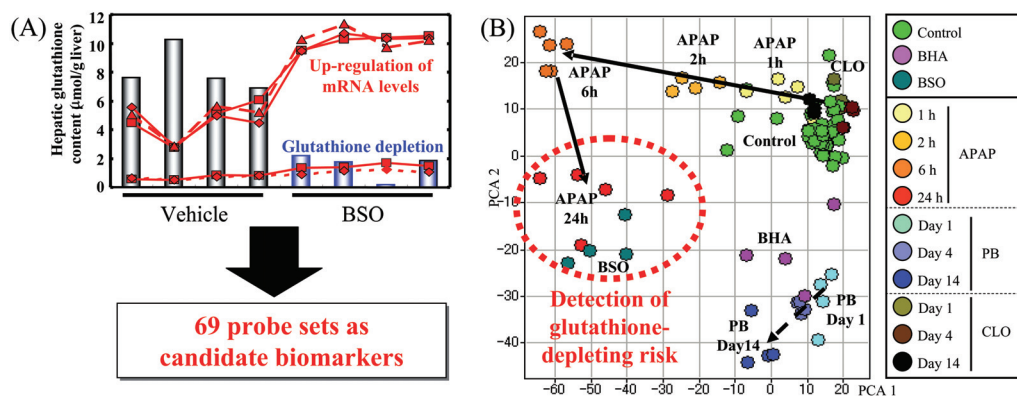 (A)
Hepatic glutathione
content (μmol/g liver)
12
10
8
6
4
2
0
Up-regulation of
mRNA levels
Glutathione depletion
Vehicle
BSO
69 probe sets as
candidate biomarkers
(B)
PCA 2
20
10
0
-10
-20
-30
-40
-60
-50
-40
-30
-20
-10
0
10
20
PCA 1
APAP
2h
APAP
1h
CLO
APAP
6h
Control
APAP
24h
BSO
BHA
Detection of
glutathione-
depleting risk
PB
Day 1
PB
Day14
Control
BHA
BSO
1 h
2 h
6 h
24 h
APAP
Day 1
Day 4
Day 14
PB
Day 1
Day 4
Day 14
CLO